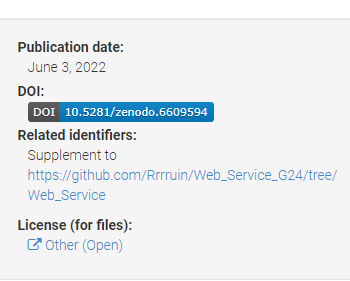 Publication date:
June 3, 2022
DOI:
DOI 10.5281/zenodo.6609594
Related identifiers:
Supplement to
https://github.com/Rrrruin/Web_Service_G24/tree/
Web_Service
License (for files):
Other (Open)